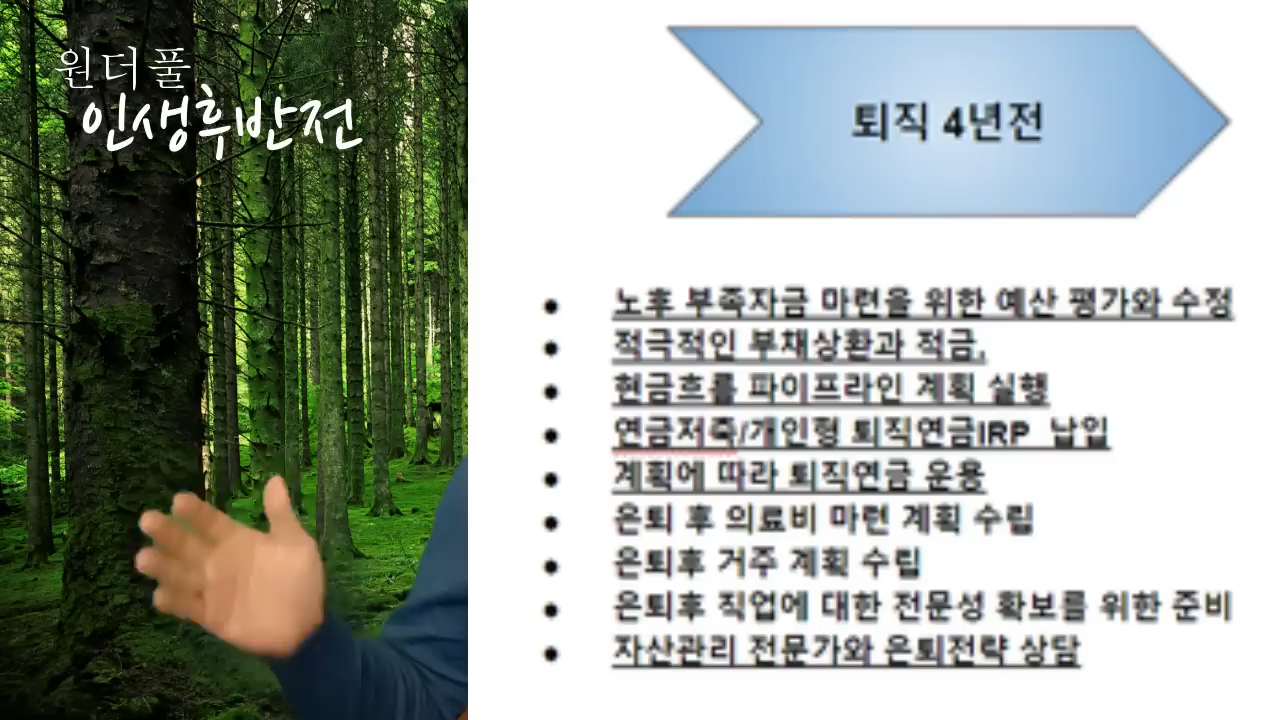 원더풀
인생후반전
퇴직 4년전
노후 부족자금 마련을 위한 예산 평가와 수정
적극적인 부채상환과 적금.
현금흐름 파이프라인 계획 실행
연금저축/개인형 퇴직연금IRP 납입
계획에 따라 퇴직연금 운용
은퇴 후 의료비 마련 계획 수립
은퇴후 거주 계획 수립
은퇴후 직업에 대한 전문성 확보를 위한 준비
자산관리 전문가와 은퇴전략 상담